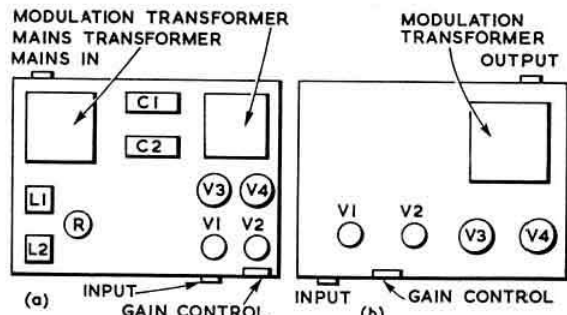 MODULATION TRANSFORMER
MAINS TRANSFORMER
MAINS IN
C1
C2
L1
L2
R
V3
V4
V1
V2
INPUT
GAIN CONTROL
(a)
MODULATION
TRANSFORMER
OUTPUT
V1
V2
V3
V4
INPUT
GAIN CONTROL
(b)